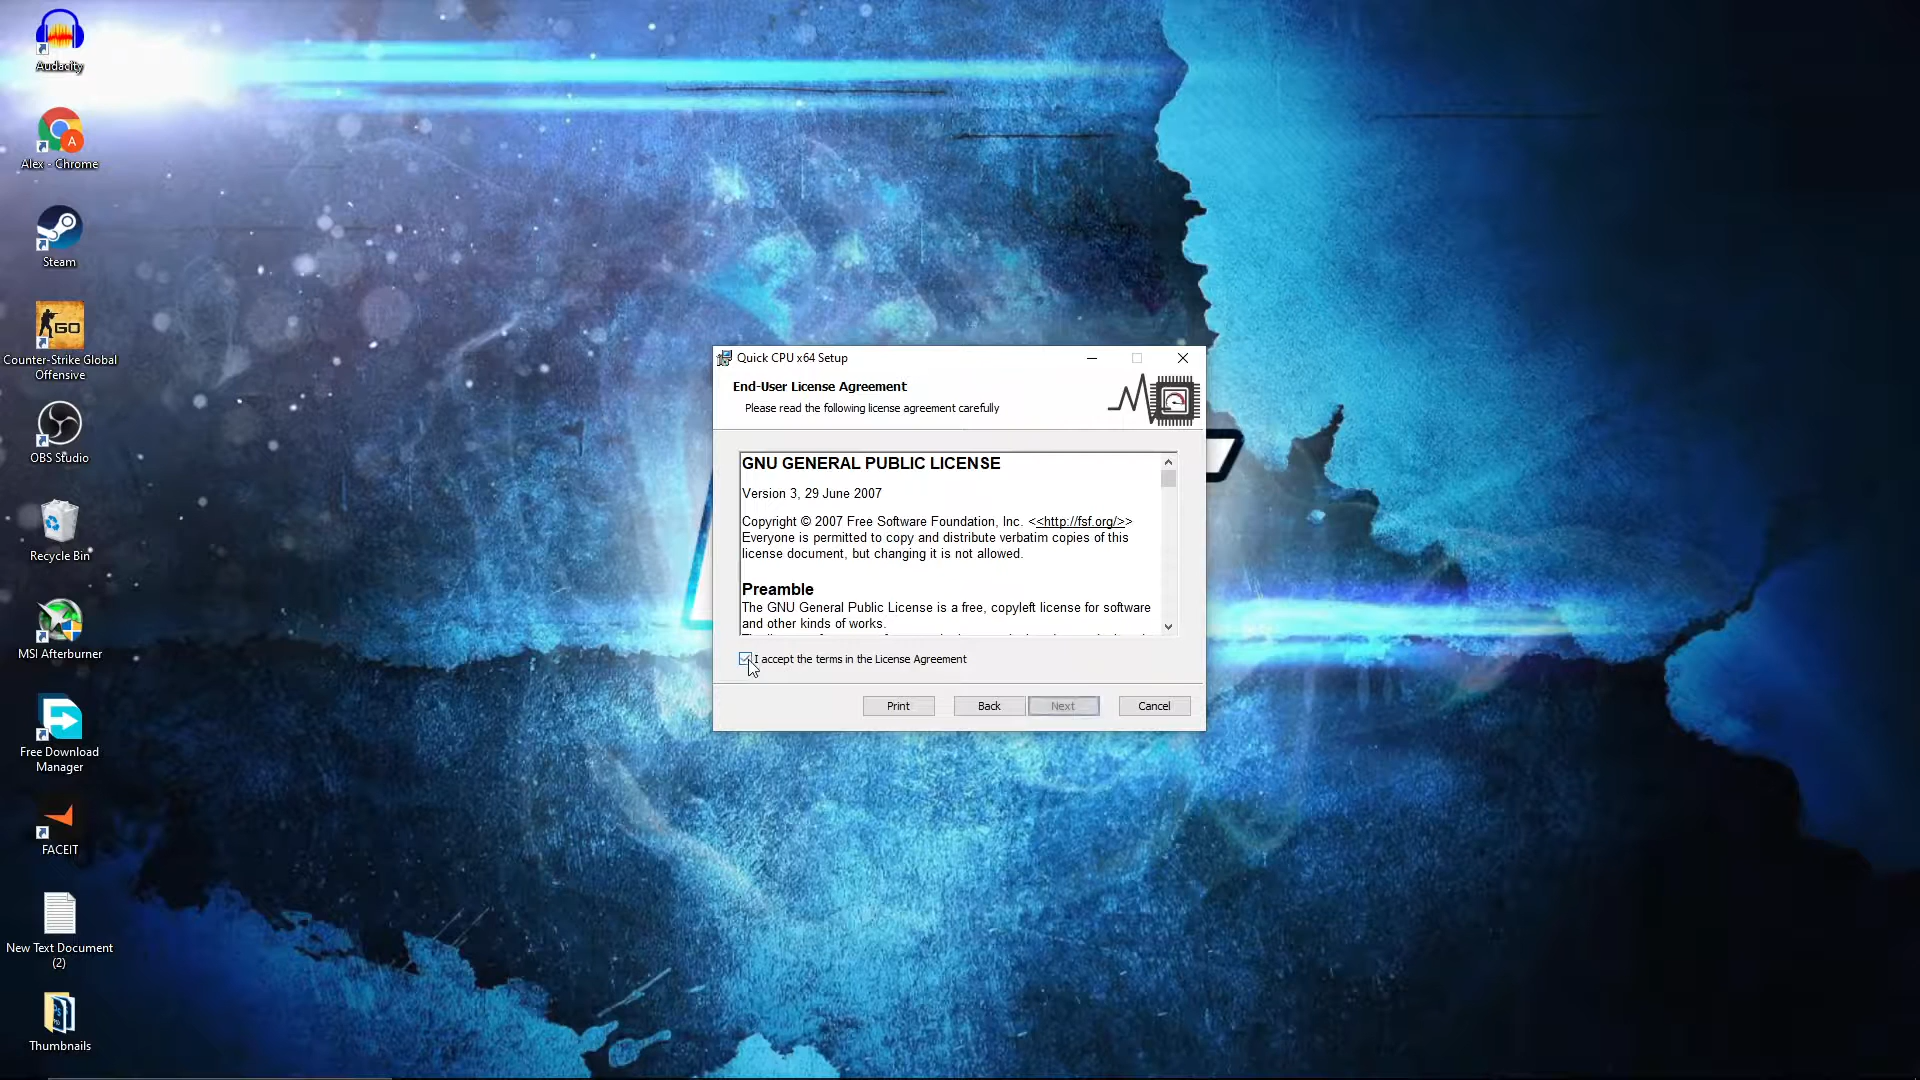 Audacity
Alex - Chrome
Steam
GO
Counter-Strike Global
Offensive
OBS Studio
Recycle Bin
MSI Afterburner
Free Download
Manager
FACEIT
New Text Document
(2)
Thumbnails
Quick CPU x64 Setup
End-User License Agreement
Please read the following license agreement carefully
GNU GENERAL PUBLIC LICENSE
Version 3, 29 June 2007
Copyright © 2007 Free Software Foundation, Inc. <<http://fsf.org/>>
Everyone is permitted to copy and distribute verbatim copies of this
license document, but changing it is not allowed.
Preamble
The GNU General Public License is a free, copyleft license for software
and other kinds of works.
I accept the terms in the License Agreement
Print
Back
Next
Cancel